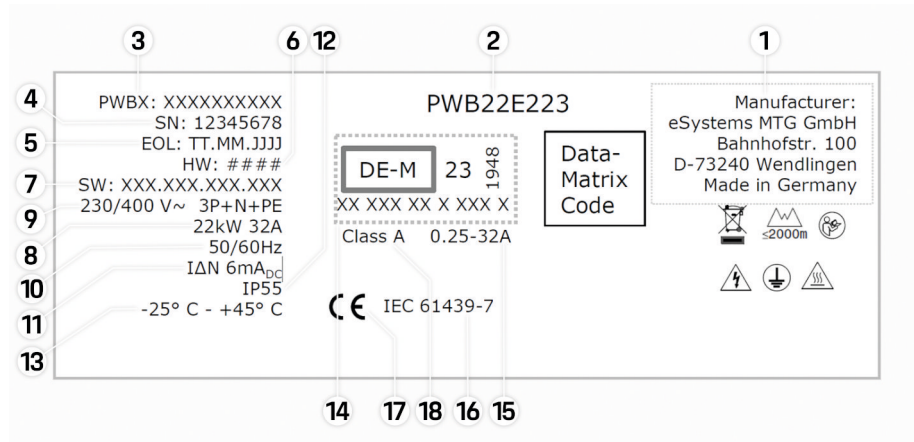 3
6
12
2
1
4
5
7
9
8
10
11
13
PWBX: XXXXXXXXXX
SN: 12345678
EOL: TT.MM.JJJJ
HW: ####
SW: XXX.XXX.XXX.XXX
230/400 V~ 3P+N+PE
22kW 32A
50/60Hz
IΔN 6mADC
IP55
-25° C - +45° C
PWB22E223
DE-M 23 1948
XX XXX XX X XXX X
Class A 0.25-32A
CE IEC 61439-7
Data-
Matrix
Code
Manufacturer:
eSystems MTG GmbH
Bahnhofstr. 100
D-73240 Wendlingen
Made in Germany
≤2000m
14
17
18
16
15